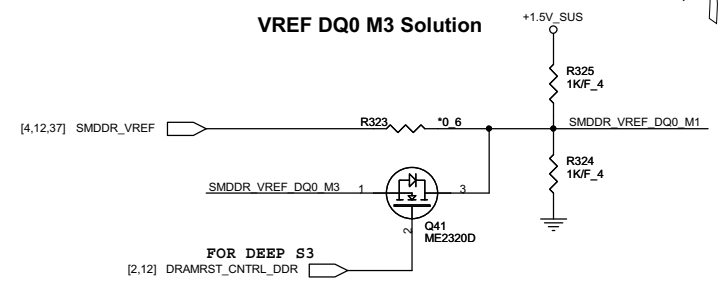 VREF DQ0 M3 Solution
+1.5V_SUS
R325
1K/F_4
[4,12,37] SMDDR_VREF
R323
*0_6
SMDDR_VREF_DQ0_M1
R324
1K/F_4
SMDDR_VREF_DQ0_M3
1
3
Q41
ME2320D
2
FOR DEEP S3
[2,12] DRAMRST_CNTRL_DDR